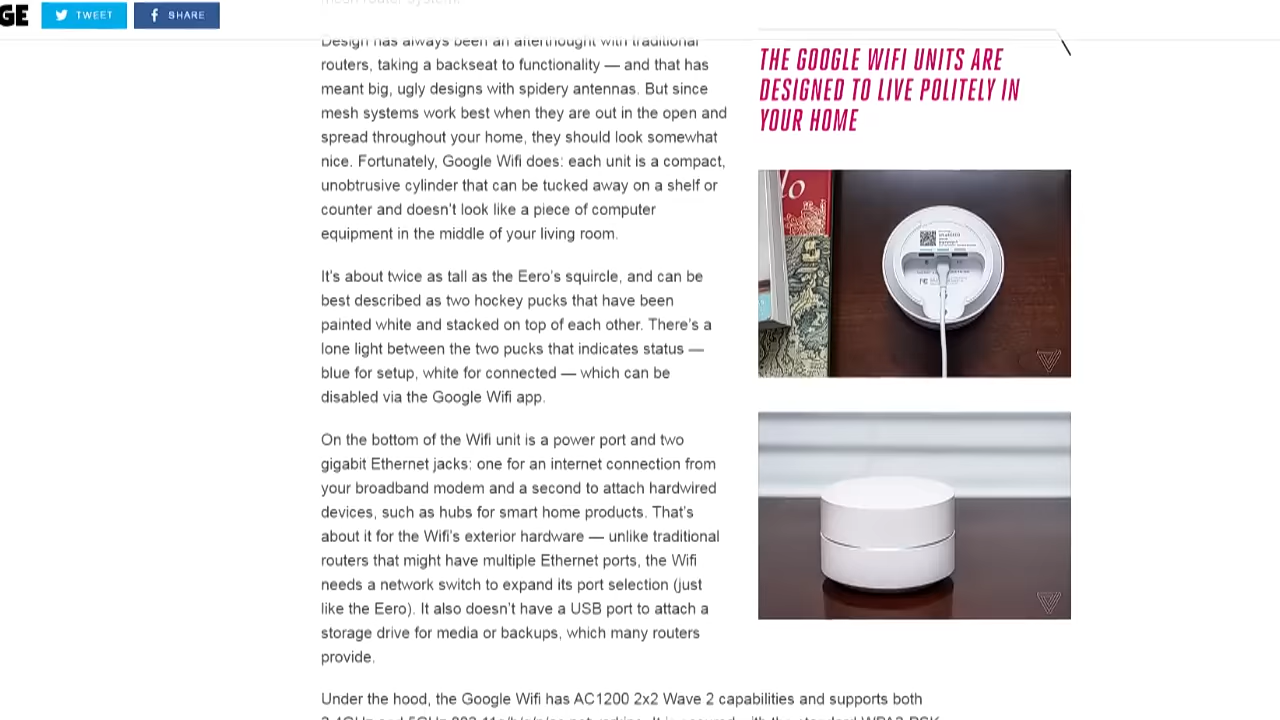 GE
TWEET
SHARE
mesh router system.
Design has always been an afterthought with traditional
routers, taking a backseat to functionality — and that has
meant big, ugly designs with spidery antennas. But since
mesh systems work best when they are out in the open and
spread throughout your home, they should look somewhat
nice. Fortunately, Google Wifi does: each unit is a compact,
unobtrusive cylinder that can be tucked away on a shelf or
counter and doesn't look like a piece of computer
equipment in the middle of your living room.
It's about twice as tall as the Eero's squircle, and can be
best described as two hockey pucks that have been
painted white and stacked on top of each other. There's a
lone light between the two pucks that indicates status —
blue for setup, white for connected — which can be
disabled via the Google Wifi app.
On the bottom of the Wifi unit is a power port and two
gigabit Ethernet jacks: one for an internet connection from
your broadband modem and a second to attach hardwired
devices, such as hubs for smart home products. That's
about it for the Wifi's exterior hardware — unlike traditional
routers that might have multiple Ethernet ports, the Wifi
needs a network switch to expand its port selection (just
like the Eero). It also doesn't have a USB port to attach a
storage drive for media or backups, which many routers
provide.
Under the hood, the Google Wifi has AC1200 2x2 Wave 2 capabilities and supports both
THE GOOGLE WIFI UNITS ARE
DESIGNED TO LIVE POLITELY IN
YOUR HOME
lo